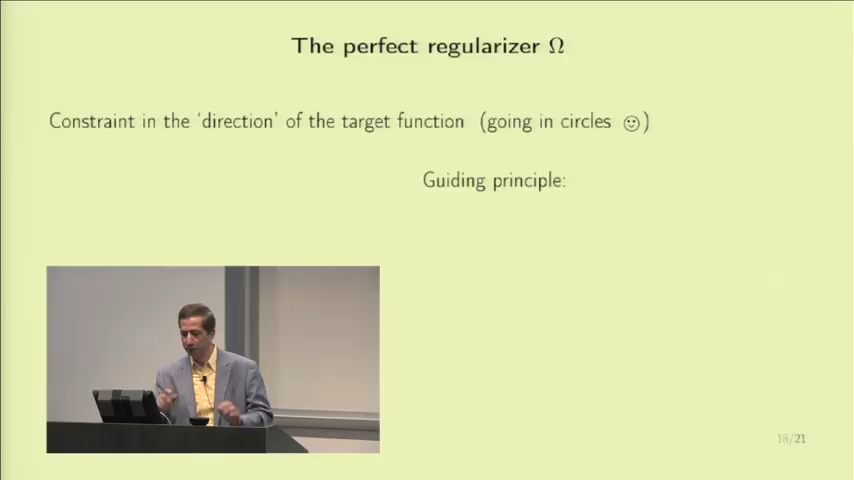 The perfect regularizer Ω
Constraint in the 'direction' of the target function (going in circles ☺)
Guiding principle:
18/21